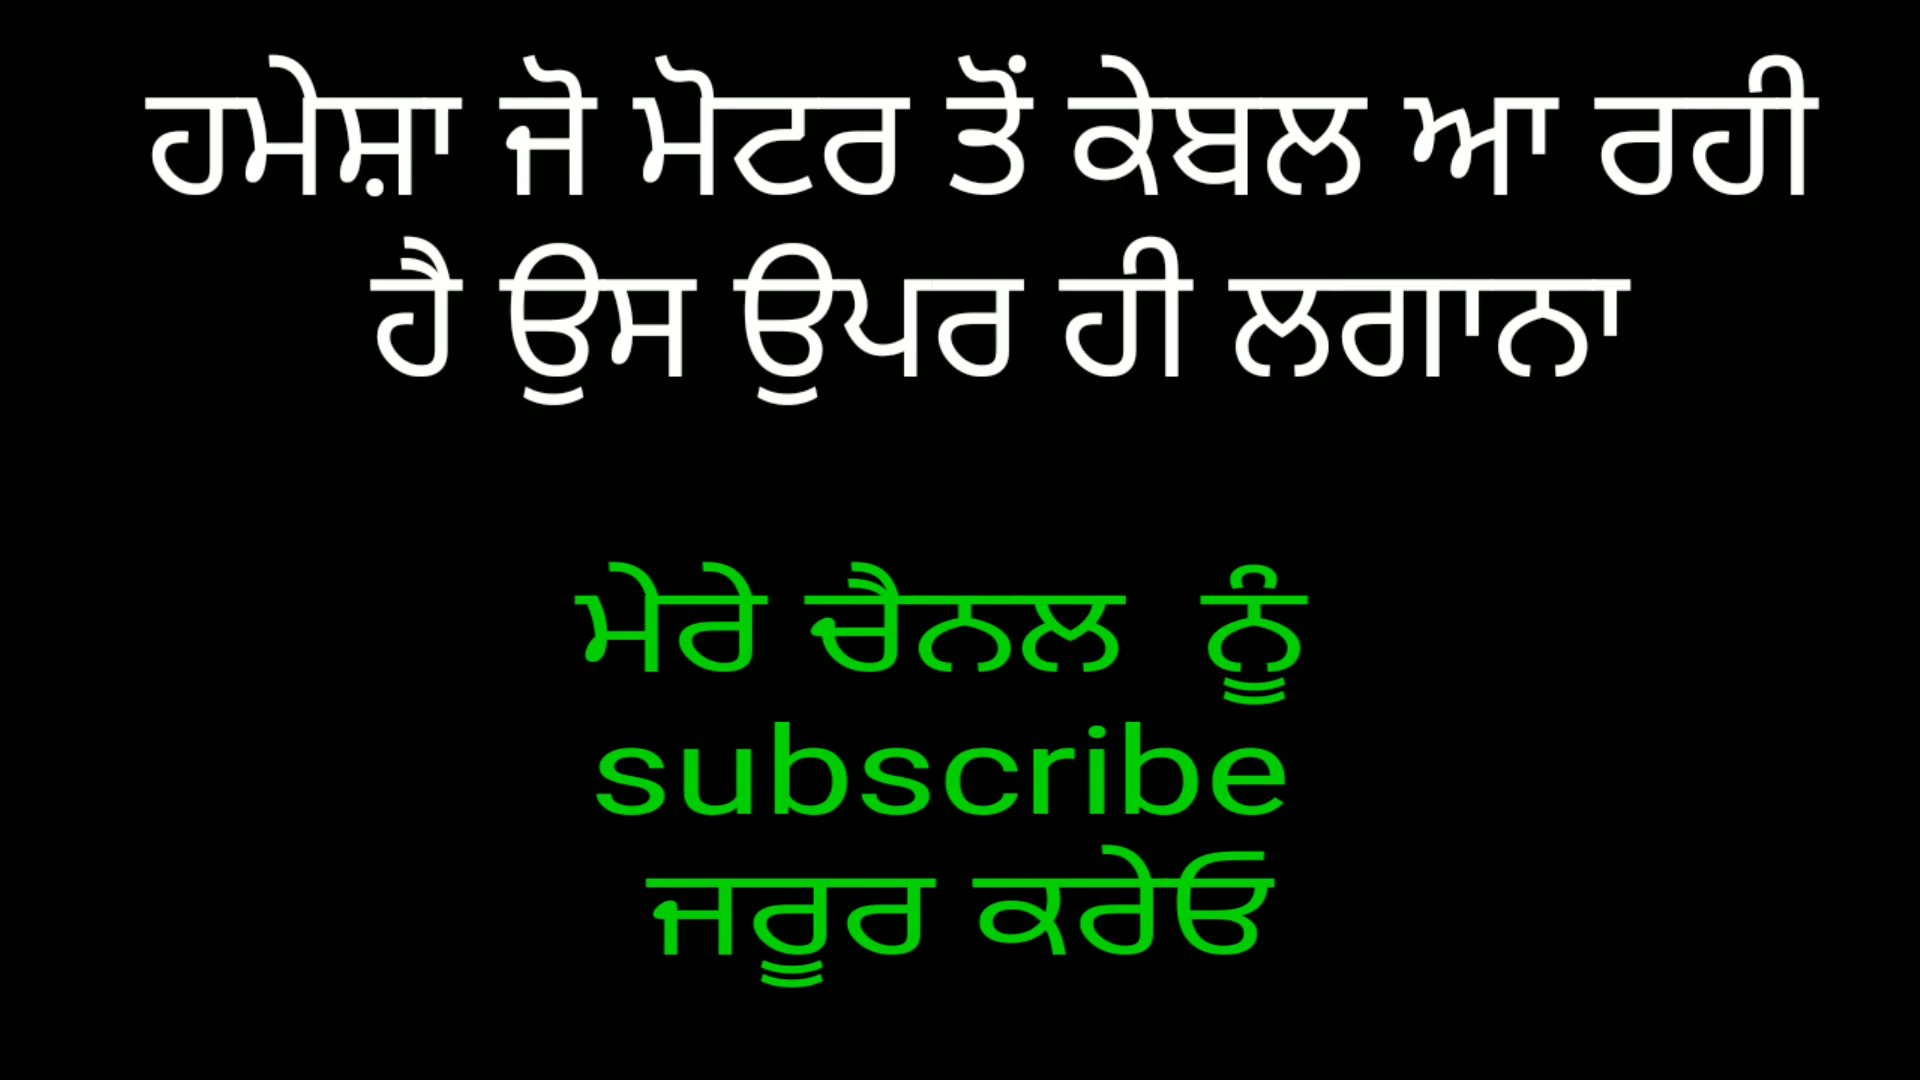 ਹਮੇਸ਼ਾ ਜੋ ਮੋਟਰ ਤੋਂ ਕੇਬਲ ਆ ਰਹੀ
ਹੈ ਉਸ ਉਪਰ ਹੀ ਲਗਾਨਾ
ਮੇਰੇ ਚੈਨਲ ਨੂੰ
subscribe
ਜਰੂਰ ਕਰੇਓ